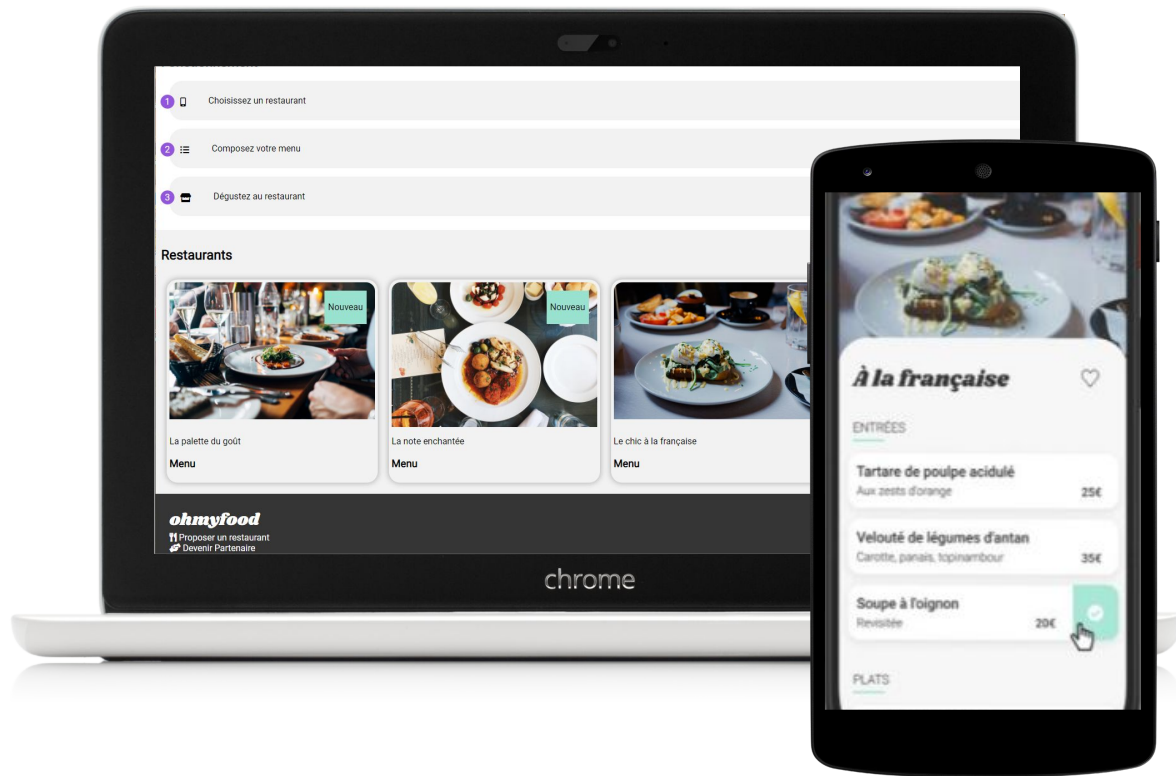 1 Choisissez un restaurant
2 Composez votre menu
3 Dégustez au restaurant
Restaurants
Nouveau
Nouveau
La palette du goût
La note enchantée
Le chic à la française
Menu
Menu
Menu
ohmyfood
Proposer un restaurant
Devenir Partenaire
chrome
À la française
ENTRÉES
Tartare de poulpe acidulé
Aux zests d'orange
25€
Velouté de légumes d'antan
Carotte, panais, topinambour
35€
Soupe à l'oignon
Revisitée
20€
PLATS